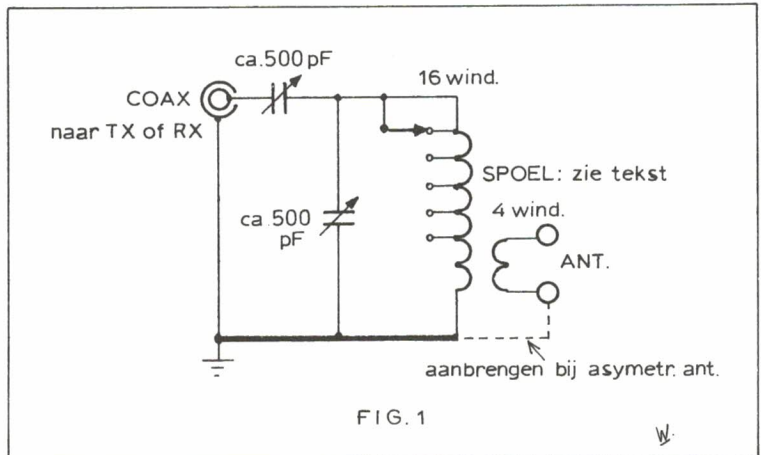 ca.500 pF
16 wind.
COAX
naar TX of RX
SPOEL: zie tekst
ca.500
pF
4 wind.
ANT.
aanbrengen bij asymetr. ant.
FIG. 1
W.